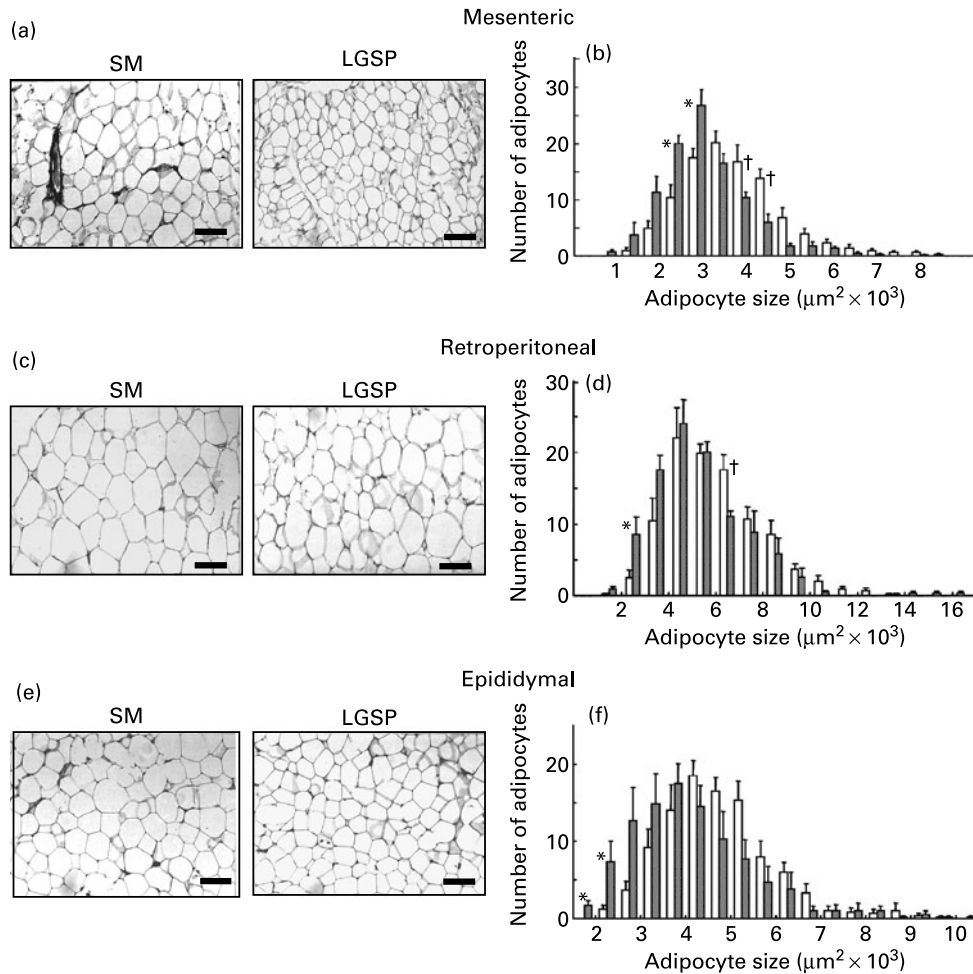 Mesenteric
(a)
SM
LGSP
(b)
Number of adipocytes
30
20
10
0
* * † †
1 2 3 4 5 6 7 8
Adipocyte size (μm² × 10³)
Retroperitoneal
(c)
SM
LGSP
(d)
Number of adipocytes
30
20
10
0
* †
2 4 6 8 10 12 14 16
Adipocyte size (μm² × 10³)
Epididymal
(e)
SM
LGSP
(f)
Number of adipocytes
20
10
0
* *
2 3 4 5 6 7 8 9 10
Adipocyte size (μm² × 10³)